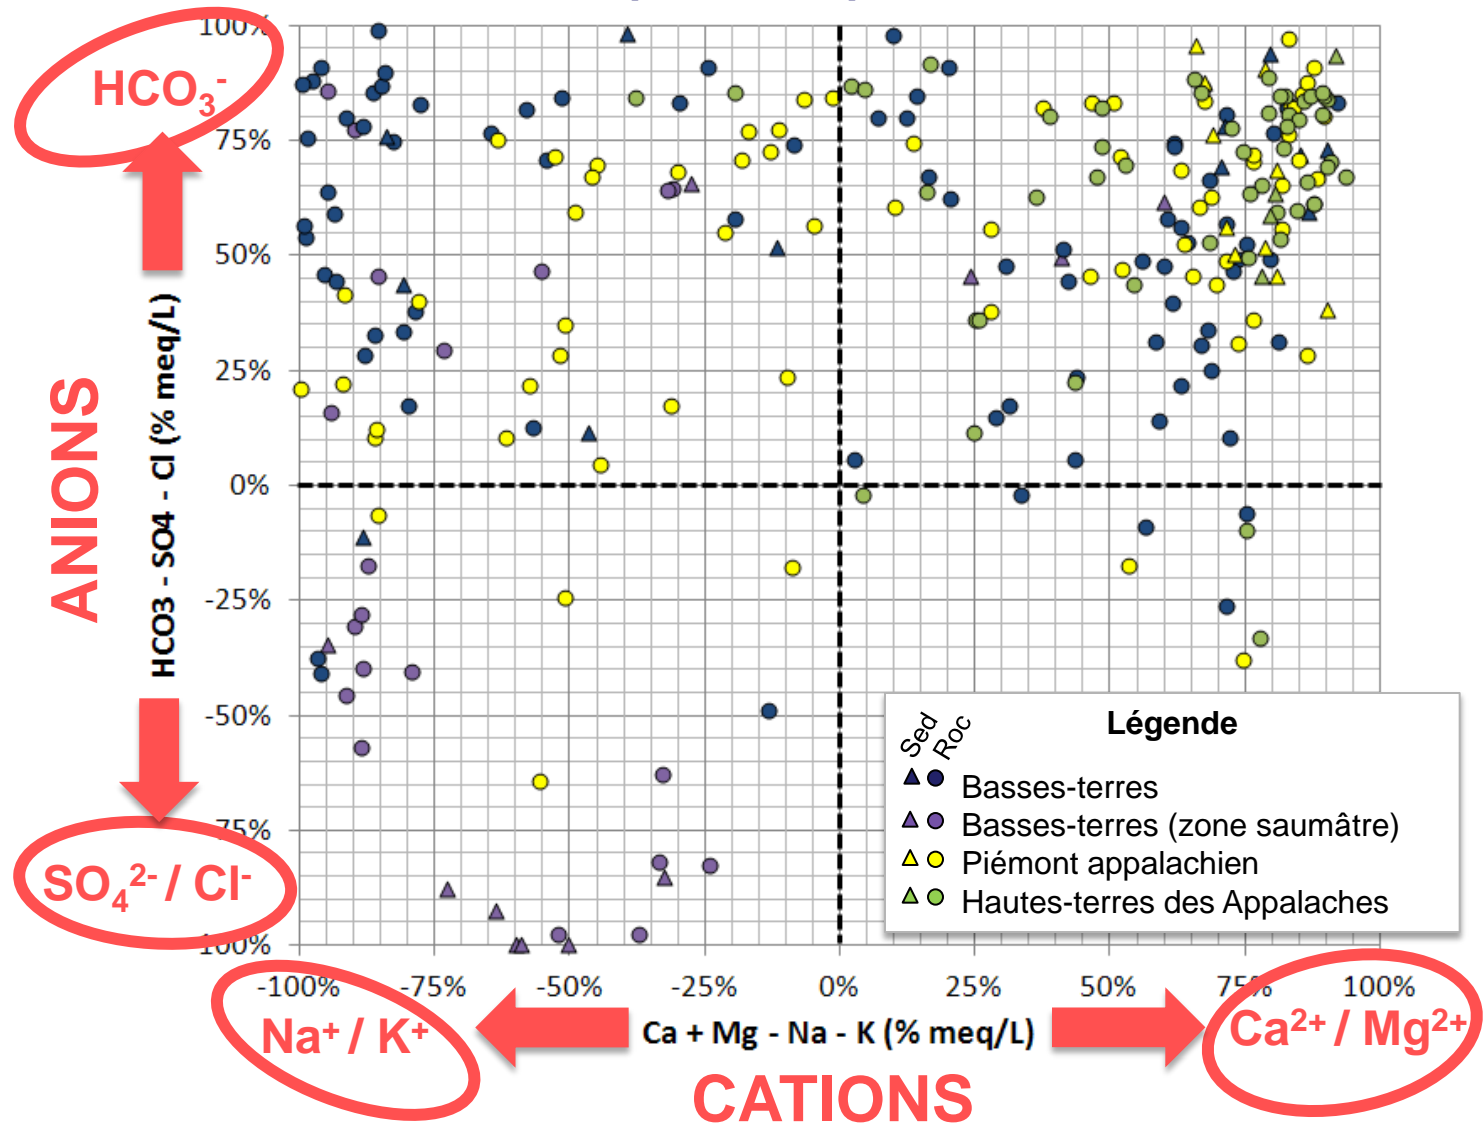 100%
HCO₃⁻
75%
50%
25%
0%
-25%
-50%
-75%
100%
SO₄²⁻ / Cl⁻
ANIONS
HCO3 - SO4 - Cl (% meq/L)
Légende
Sed Roc
Basses-terres
Basses-terres (zone saumâtre)
Piémont appalachien
Hautes-terres des Appalaches
-100% -75% -50% -25% 0% 25% 50% 75% 100%
Na⁺ / K⁺
Ca + Mg - Na - K (% meq/L)
Ca²⁺ / Mg²⁺
CATIONS